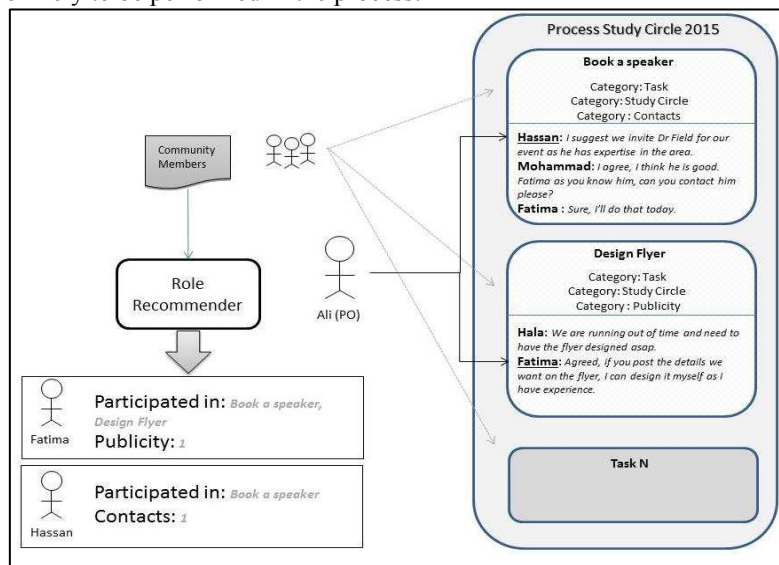 Process Study Circle 2015
Book a speaker
Category: Task
Category: Study Circle
Category : Contacts
Hassan: I suggest we invite Dr Field for our
event as he has expertise in the area.
Mohammad: I agree, I think he is good.
Fatima as you know him, can you contact him
please?
Fatima : Sure, I'll do that today.
Community
Members
Role
Recommender
Ali (PO)
Design Flyer
Category: Task
Category: Study Circle
Category : Publicity
Hala: We are running out of time and need to
have the flyer designed asap.
Fatima: Agreed, if you post the details we
want on the flyer, I can design it myself as I
have experience.
Task N
Participated in: Book a speaker,
Design Flyer
Publicity: 1
Fatima
Participated in: Book a speaker
Contacts: 1
Hassan